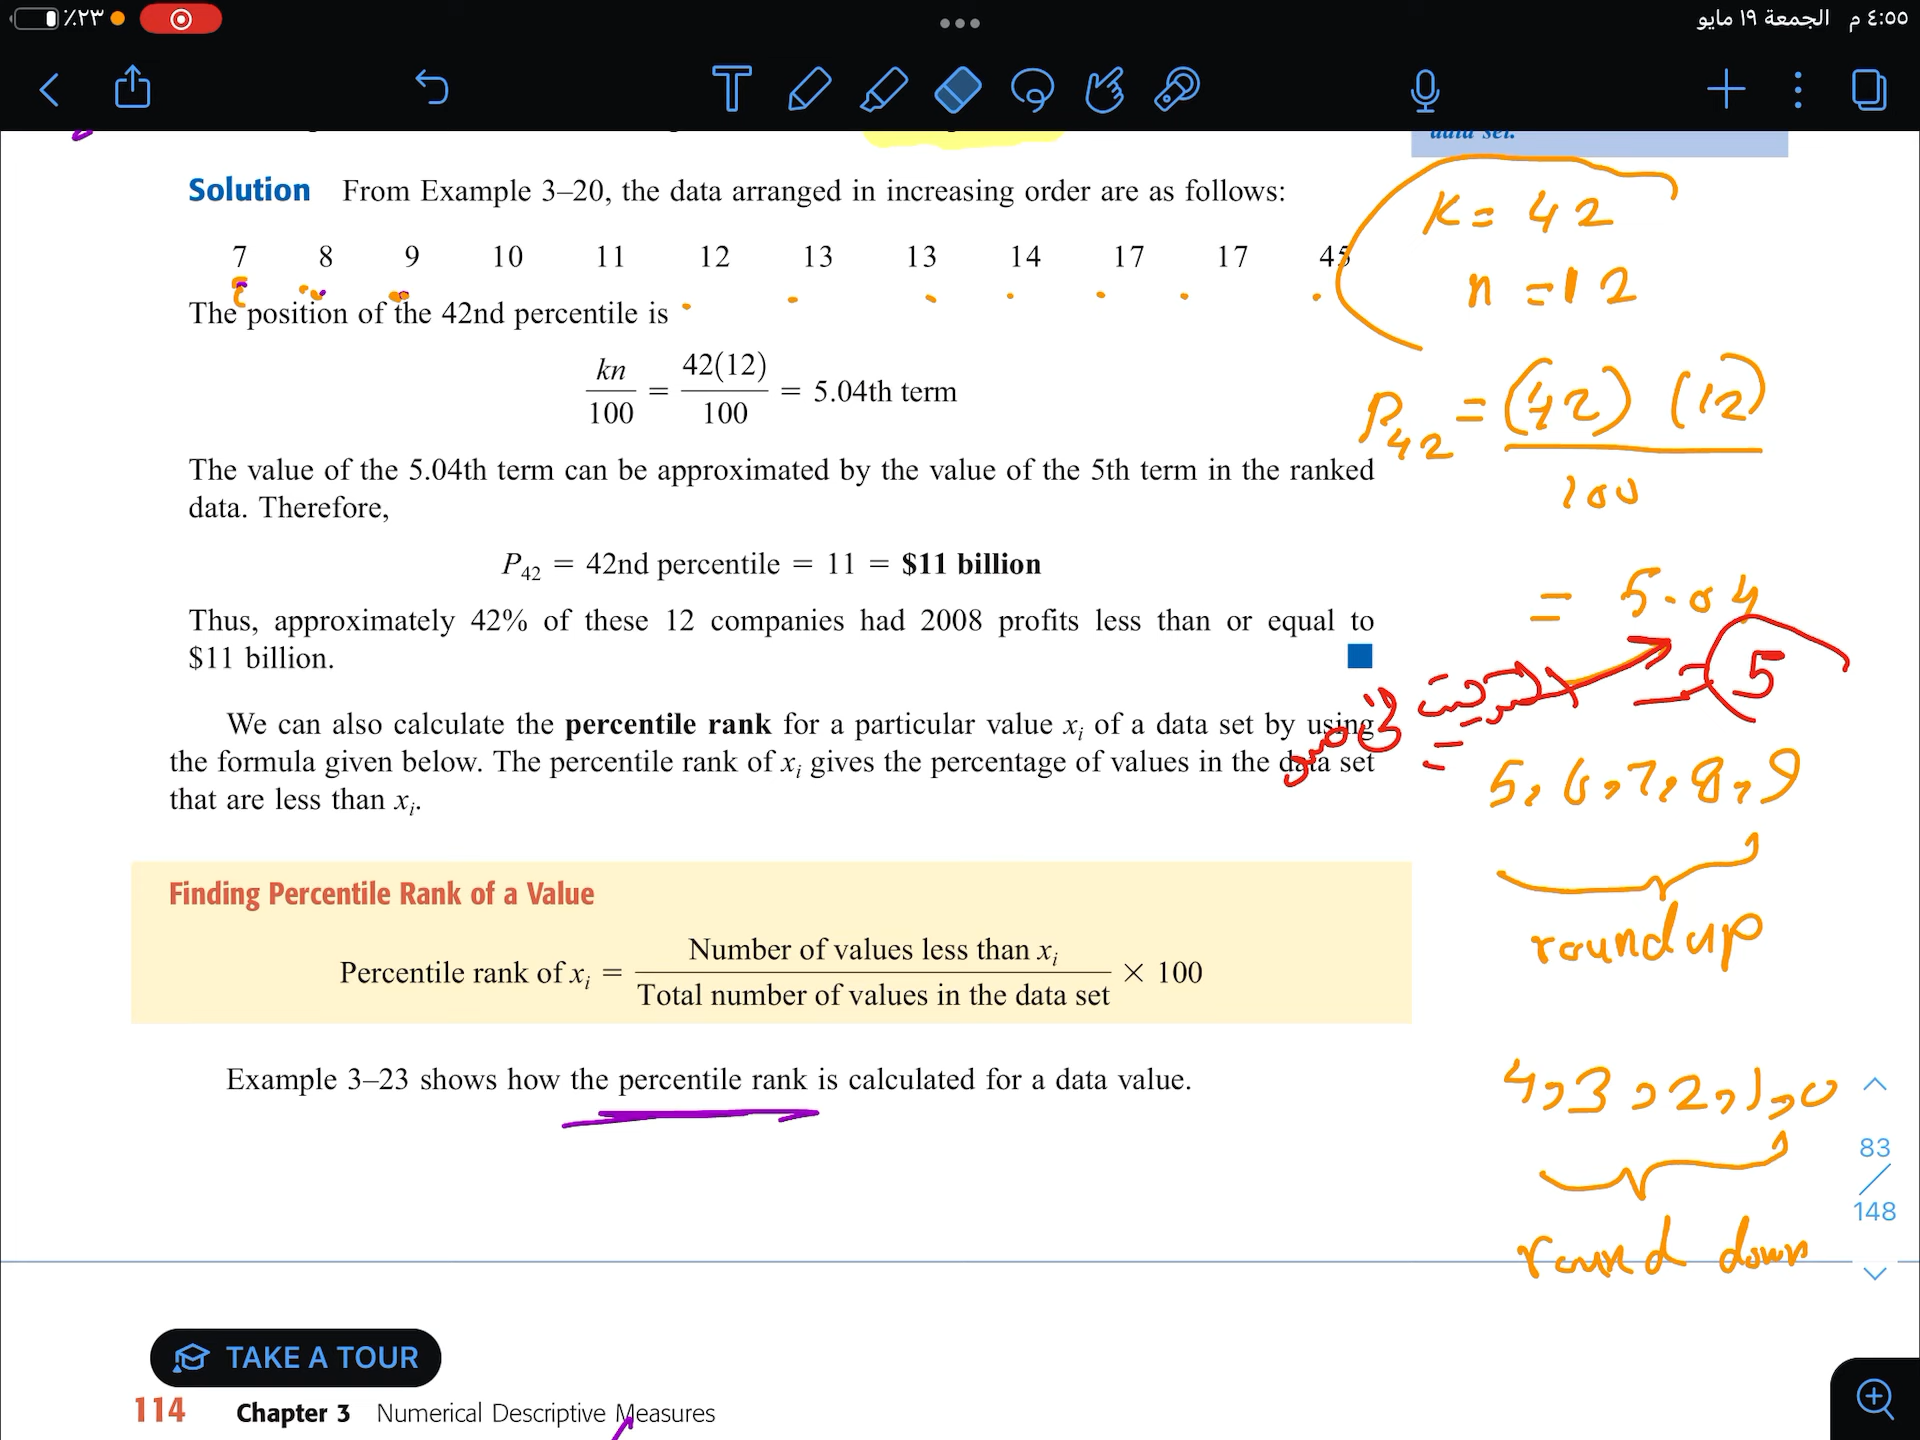 ٪٢٣
٤:٥٥ م الجمعة ١٩ مايو
data set.
Solution From Example 3–20, the data arranged in increasing order are as follows:
7 8 9 10 11 12 13 13 14 17 17 45
The position of the 42nd percentile is
kn/100 = 42(12)/100 = 5.04th term
The value of the 5.04th term can be approximated by the value of the 5th term in the ranked
data. Therefore,
P42 = 42nd percentile = 11 = $11 billion
Thus, approximately 42% of these 12 companies had 2008 profits less than or equal to
$11 billion.
We can also calculate the percentile rank for a particular value xi of a data set by using
the formula given below. The percentile rank of xi gives the percentage of values in the data set
that are less than xi.
Finding Percentile Rank of a Value
Percentile rank of xi = Number of values less than xi / Total number of values in the data set × 100
Example 3–23 shows how the percentile rank is calculated for a data value.
K = 42
n = 12
P42 = (42) (12)
100
= 5.04
5
5, 6, 7, 8, 9
round up
4, 3, 2, 1, 0
round down
83
148
TAKE A TOUR
114 Chapter 3 Numerical Descriptive Measures